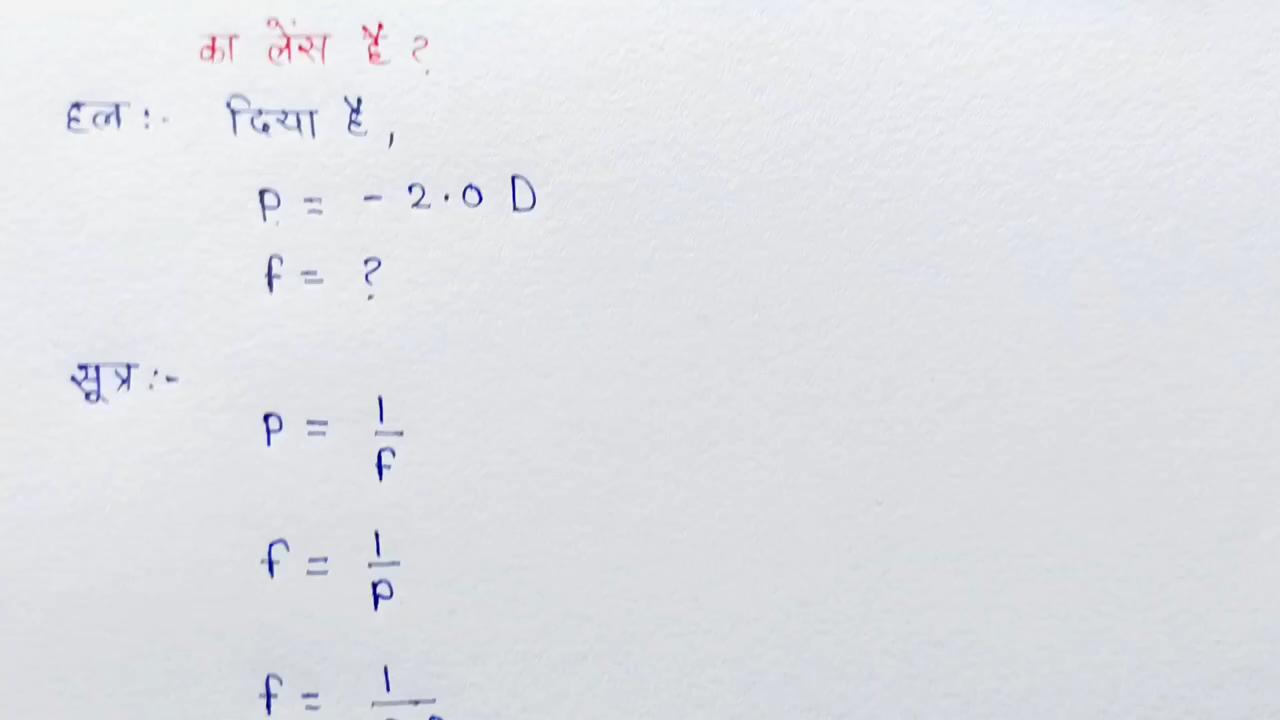 का लेंस है ?
हल :- दिया है,
P = - 2.0 D
f = ?
सूत्र :-
P = 1/f
f = 1/P
f = 1